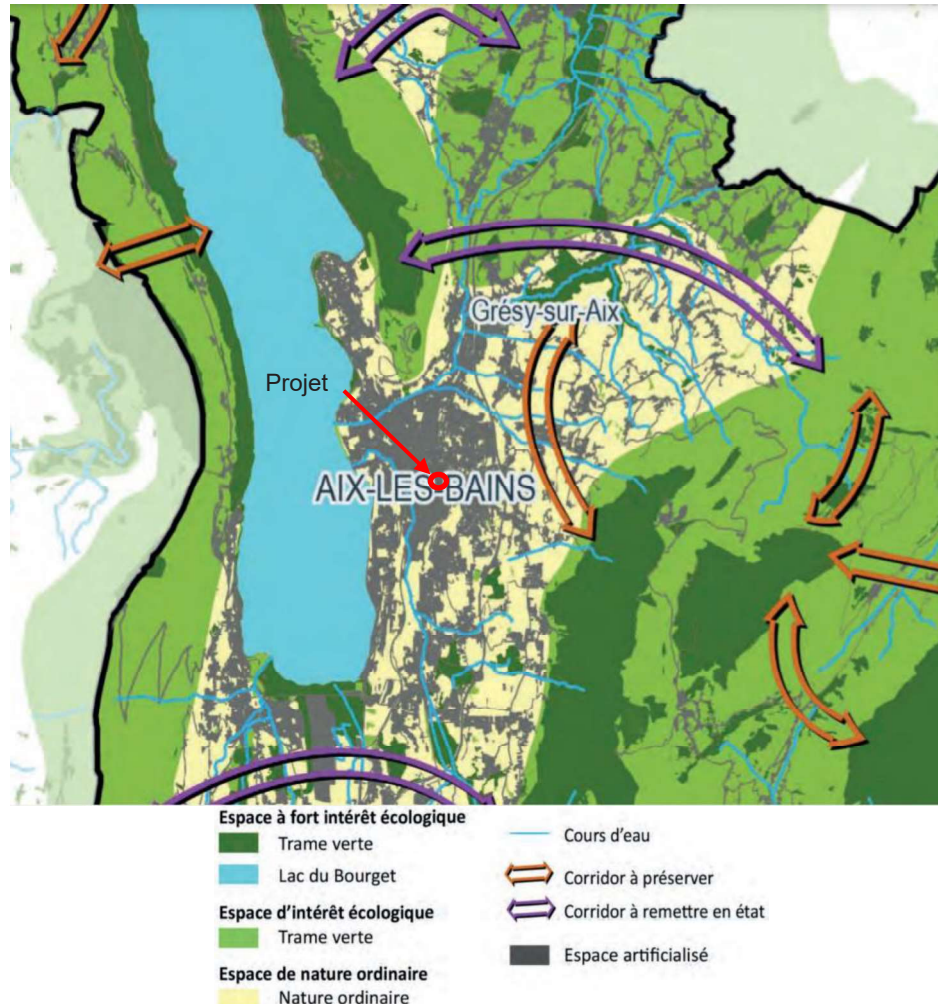 Grésy-sur-Aix
Projet
AIX-LES-BAINS
Espace à fort intérêt écologique
Trame verte
Lac du Bourget
Espace d'intérêt écologique
Trame verte
Espace de nature ordinaire
Nature ordinaire
Cours d'eau
Corridor à préserver
Corridor à remettre en état
Espace artificialisé